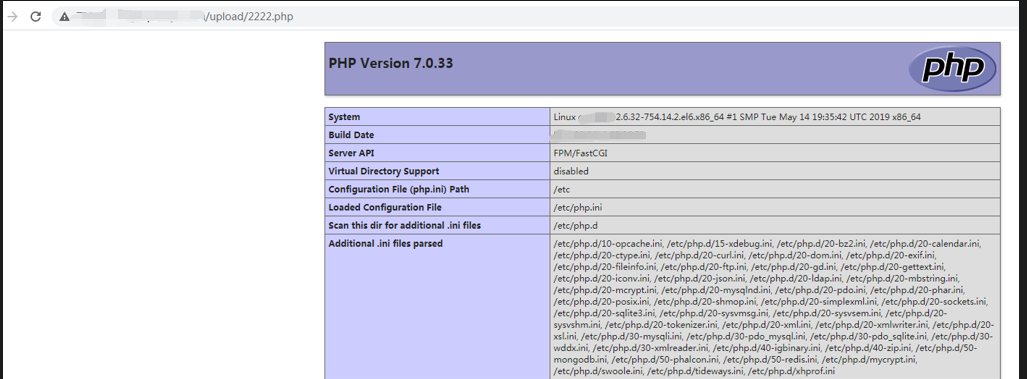 /upload/2222.php
PHP Version 7.0.33
php
System Linux 2.6.32-754.14.2.el6.x86_64 #1 SMP Tue May 14 19:35:42 UTC 2019 x86_64
Build Date
Server API FPM/FastCGI
Virtual Directory Support disabled
Configuration File (php.ini) Path /etc
Loaded Configuration File /etc/php.ini
Scan this dir for additional .ini files /etc/php.d
Additional .ini files parsed /etc/php.d/10-opcache.ini, /etc/php.d/15-xdebug.ini, /etc/php.d/20-bz2.ini, /etc/php.d/20-calendar.ini,
/etc/php.d/20-ctype.ini, /etc/php.d/20-curl.ini, /etc/php.d/20-dom.ini, /etc/php.d/20-exif.ini,
/etc/php.d/20-fileinfo.ini, /etc/php.d/20-ftp.ini, /etc/php.d/20-gd.ini, /etc/php.d/20-gettext.ini,
/etc/php.d/20-iconv.ini, /etc/php.d/20-json.ini, /etc/php.d/20-ldap.ini, /etc/php.d/20-mbstring.ini,
/etc/php.d/20-mcrypt.ini, /etc/php.d/20-mysqlnd.ini, /etc/php.d/20-pdo.ini, /etc/php.d/20-phar.ini,
/etc/php.d/20-posix.ini, /etc/php.d/20-shmop.ini, /etc/php.d/20-simplexml.ini, /etc/php.d/20-sockets.ini,
/etc/php.d/20-sqlite3.ini, /etc/php.d/20-sysvmsg.ini, /etc/php.d/20-sysvsem.ini, /etc/php.d/20-
sysvshm.ini, /etc/php.d/20-tokenizer.ini, /etc/php.d/20-xml.ini, /etc/php.d/20-xmlwriter.ini, /etc/php.d/20-
xsl.ini, /etc/php.d/30-mysqli.ini, /etc/php.d/30-pdo_mysql.ini, /etc/php.d/30-pdo_sqlite.ini, /etc/php.d/30-
wddx.ini, /etc/php.d/30-xmlreader.ini, /etc/php.d/40-igbinary.ini, /etc/php.d/40-zip.ini, /etc/php.d/50-
mongodb.ini, /etc/php.d/50-phalcon.ini, /etc/php.d/50-redis.ini, /etc/php.d/mycrypt.ini,
/etc/php.d/swoole.ini, /etc/php.d/tideways.ini, /etc/php.d/xhprof.ini